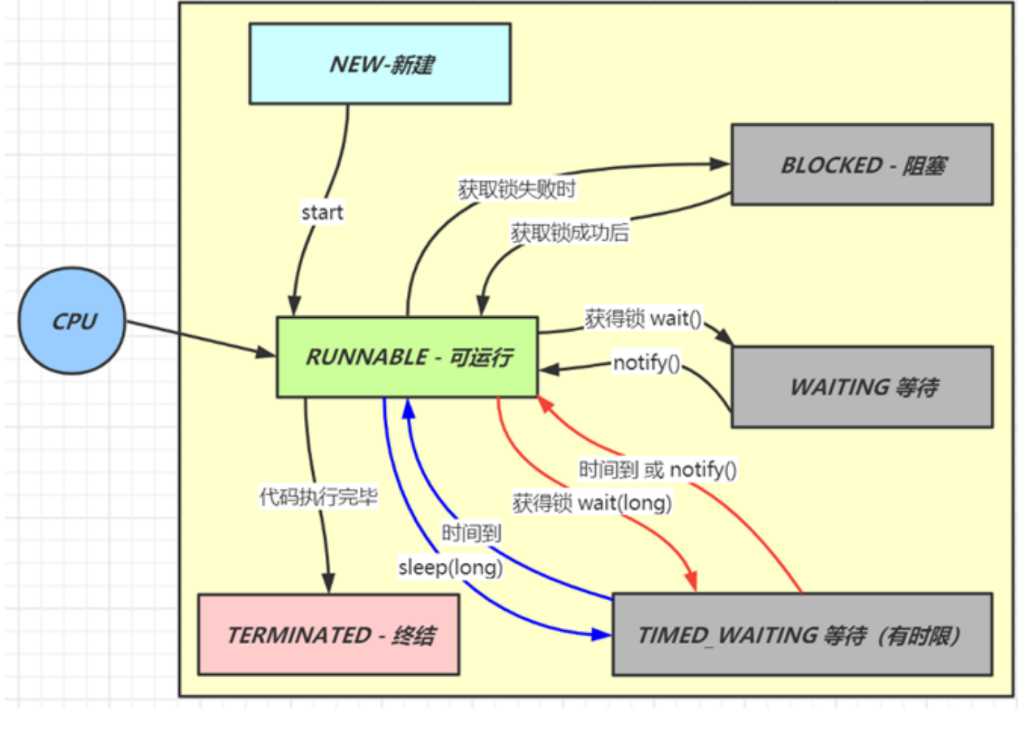 NEW-新建
BLOCKED - 阻塞
获取锁失败时
start
获取锁成功后
CPU
获得锁 wait()
RUNNABLE - 可运行
notify()
WAITING 等待
时间到 或 notify()
代码执行完毕
获得锁 wait(long)
时间到
sleep(long)
TERMINATED - 终结
TIMED_WAITING 等待（有时限）